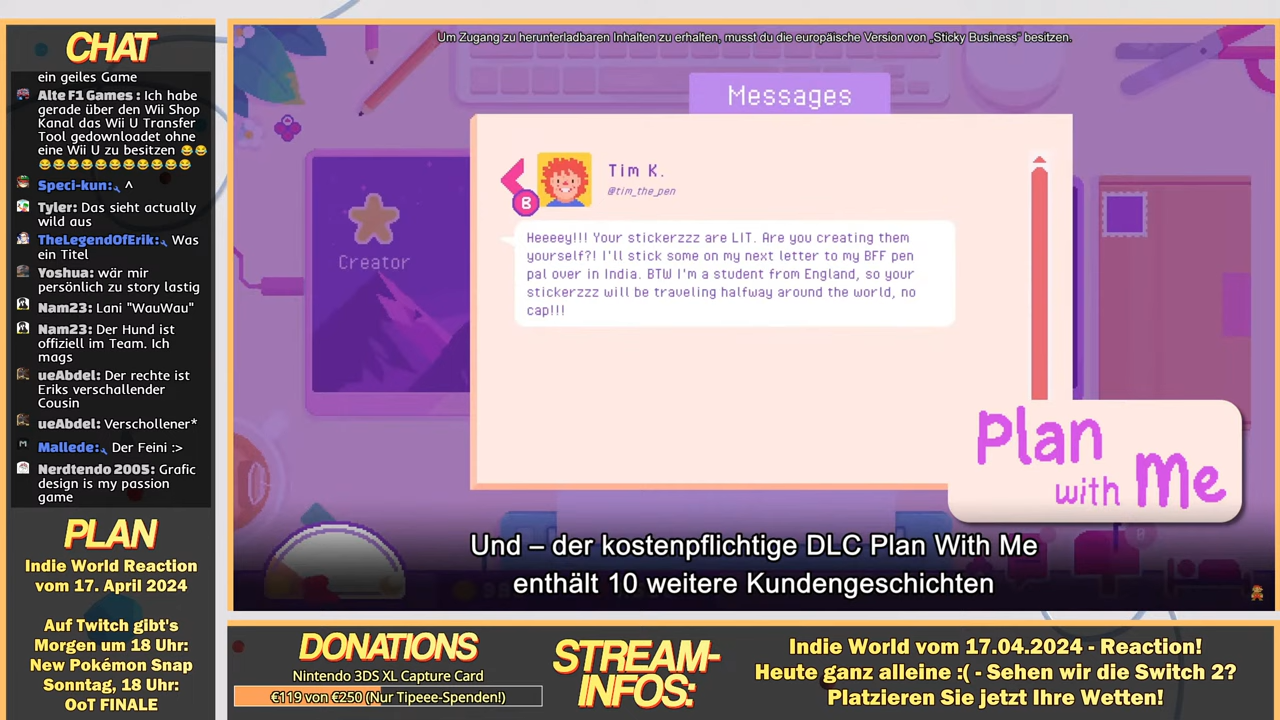 CHAT
ein geiles Game
Alte F1 Games : Ich habe
gerade über den Wii Shop
Kanal das Wii U Transfer
Tool gedownloadet ohne
eine Wii U zu besitzen 😂😂
😂😂😂😂😂😂😂😂😂😂😂
Speci-kun: ^
Tyler: Das sieht actually
wild aus
TheLegendOfErik: Was
ein Titel
Yoshua: wär mir
persönlich zu story lastig
Nam23: Lani "WauWau"
Nam23: Der Hund ist
offiziell im Team. Ich
mags
ueAbdel: Der rechte ist
Eriks verschallender
Cousin
ueAbdel: Verschollener*
Mallede: Der Feini :>
Nerdtendo 2005: Grafic
design is my passion
game
PLAN
Indie World Reaction
vom 17. April 2024
Auf Twitch gibt's
Morgen um 18 Uhr:
New Pokémon Snap
Sonntag, 18 Uhr:
OoT FINALE
Um Zugang zu herunterladbaren Inhalten zu erhalten, musst du die europäische Version von „Sticky Business“ besitzen.
Messages
Creator
Tim K.
@tim_the_pen
B
Heeeey!!! Your stickerzzz are LIT. Are you creating them
yourself?! I'll stick some on my next letter to my BFF pen
pal over in India. BTW I'm a student from England, so your
stickerzzz will be traveling halfway around the world, no
cap!!!
Plan
with Me
Und – der kostenpflichtige DLC Plan With Me
enthält 10 weitere Kundengeschichten
DONATIONS
Nintendo 3DS XL Capture Card
€119 von €250 (Nur Tipeee-Spenden!)
STREAM-
INFOS:
Indie World vom 17.04.2024 - Reaction!
Heute ganz alleine :( - Sehen wir die Switch 2?
Platzieren Sie jetzt Ihre Wetten!